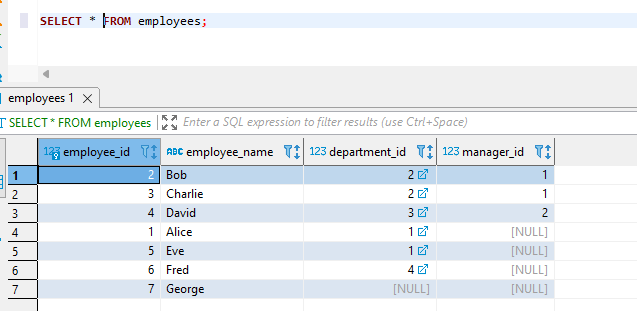 SELECT * FROM employees;
employees 1
SELECT * FROM employees Enter a SQL expression to filter results (use Ctrl+Space)
123 employee_id ABC employee_name 123 department_id 123 manager_id
1 2 Bob 2 1
2 3 Charlie 2 1
3 4 David 3 2
4 1 Alice 1 [NULL]
5 5 Eve 1 [NULL]
6 6 Fred 4 [NULL]
7 7 George [NULL] [NULL]